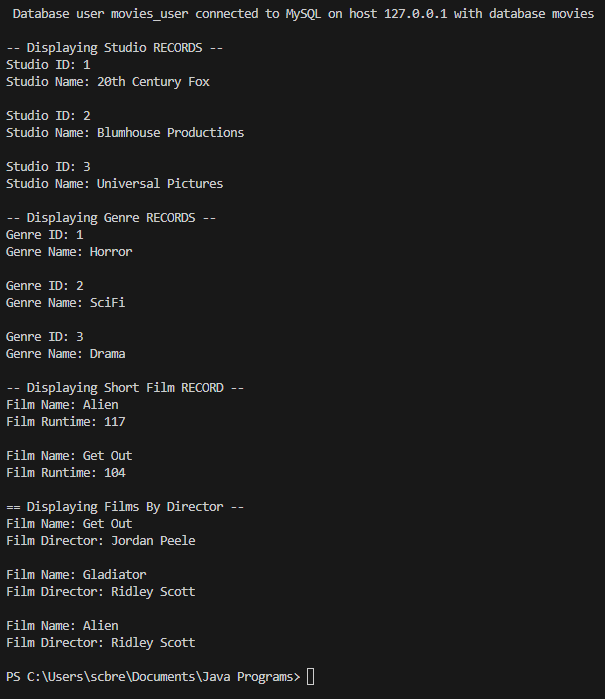 Database user movies_user connected to MySQL on host 127.0.0.1 with database movies
-- Displaying Studio RECORDS --
Studio ID: 1
Studio Name: 20th Century Fox
Studio ID: 2
Studio Name: Blumhouse Productions
Studio ID: 3
Studio Name: Universal Pictures
-- Displaying Genre RECORDS --
Genre ID: 1
Genre Name: Horror
Genre ID: 2
Genre Name: SciFi
Genre ID: 3
Genre Name: Drama
-- Displaying Short Film RECORD --
Film Name: Alien
Film Runtime: 117
Film Name: Get Out
Film Runtime: 104
== Displaying Films By Director --
Film Name: Get Out
Film Director: Jordan Peele
Film Name: Gladiator
Film Director: Ridley Scott
Film Name: Alien
Film Director: Ridley Scott
PS C:\Users\scbre\Documents\Java Programs>